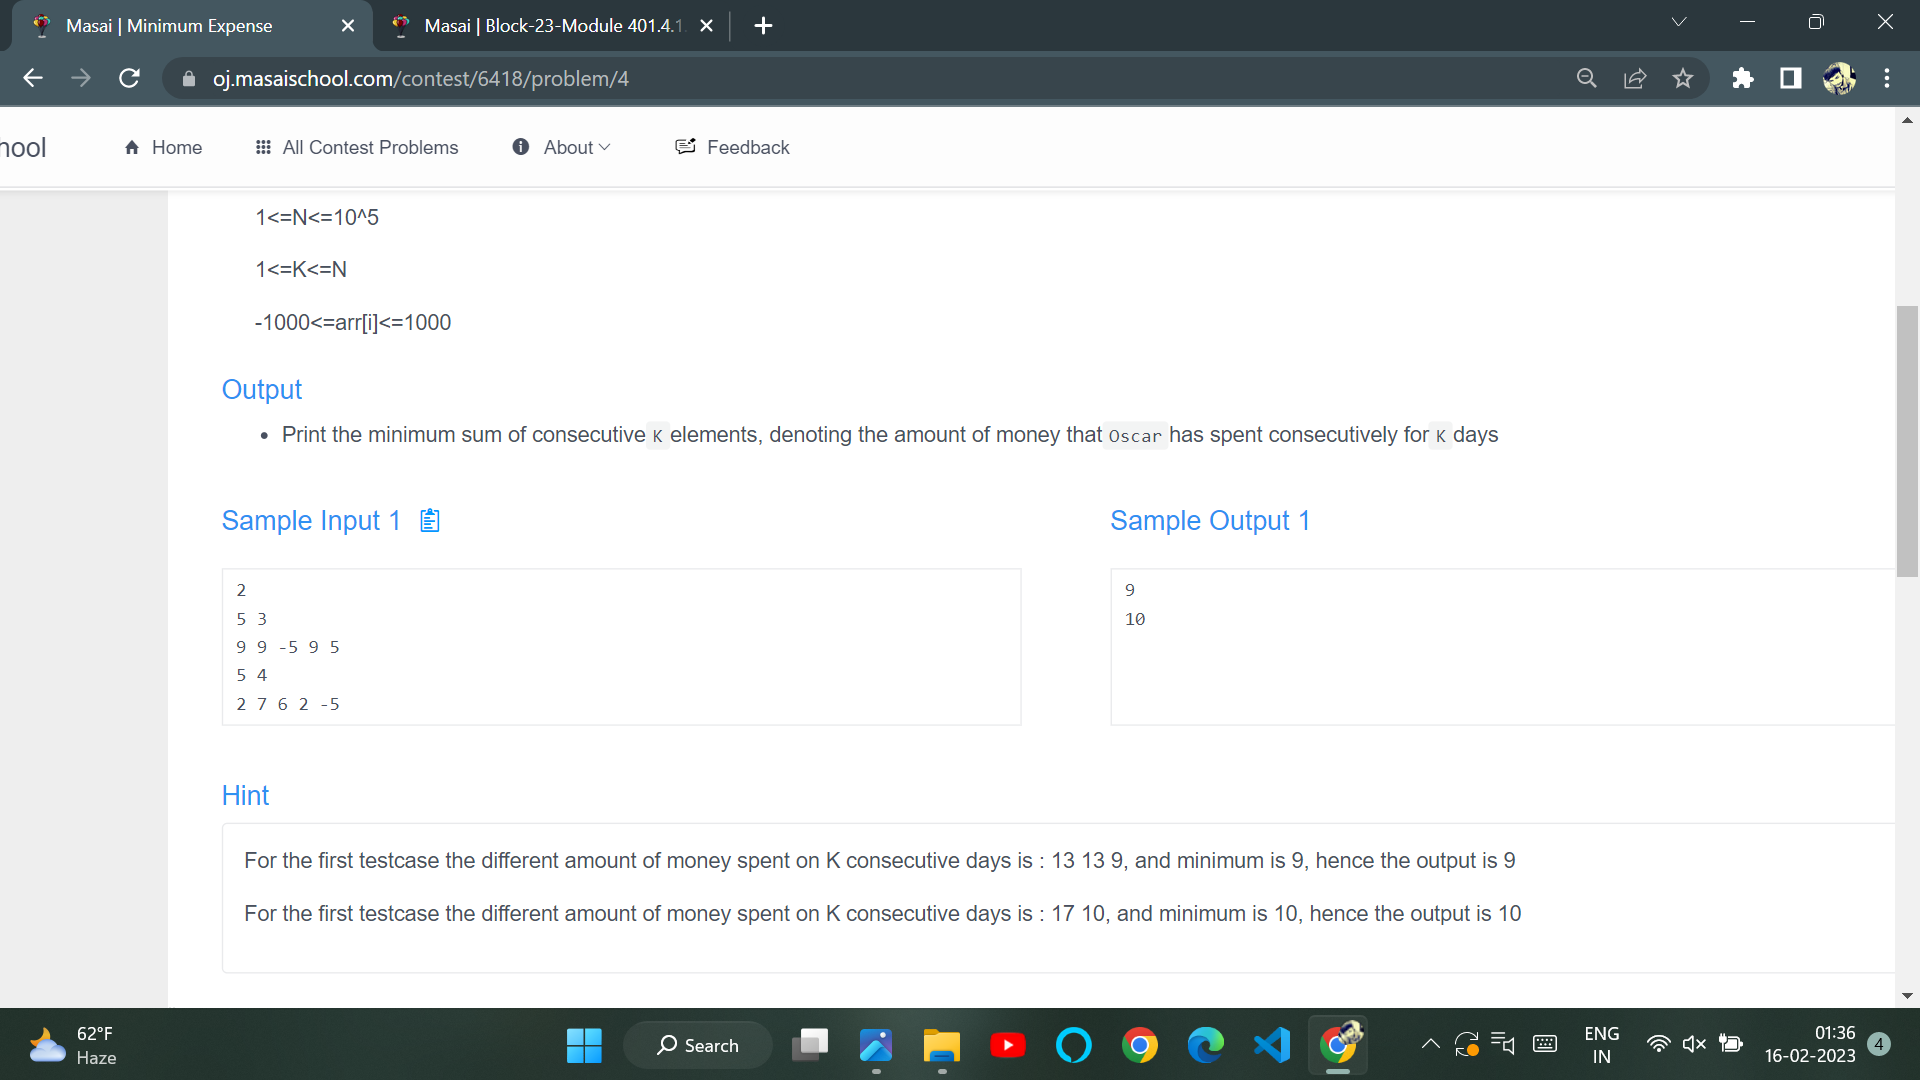 Masai | Minimum Expense
Masai | Block-23-Module 401.4.1
oj.masaischool.com/contest/6418/problem/4
hool
Home
All Contest Problems
About
Feedback
1<=N<=10^5
1<=K<=N
-1000<=arr[i]<=1000
Output
• Print the minimum sum of consecutive K elements, denoting the amount of money that Oscar has spent consecutively for K days
Sample Input 1
Sample Output 1
2
5 3
9 9 -5 9 5
5 4
2 7 6 2 -5
9
10
Hint
For the first testcase the different amount of money spent on K consecutive days is : 13 13 9, and minimum is 9, hence the output is 9
For the first testcase the different amount of money spent on K consecutive days is : 17 10, and minimum is 10, hence the output is 10
62°F
Haze
Search
ENG
IN
01:36
16-02-2023
4